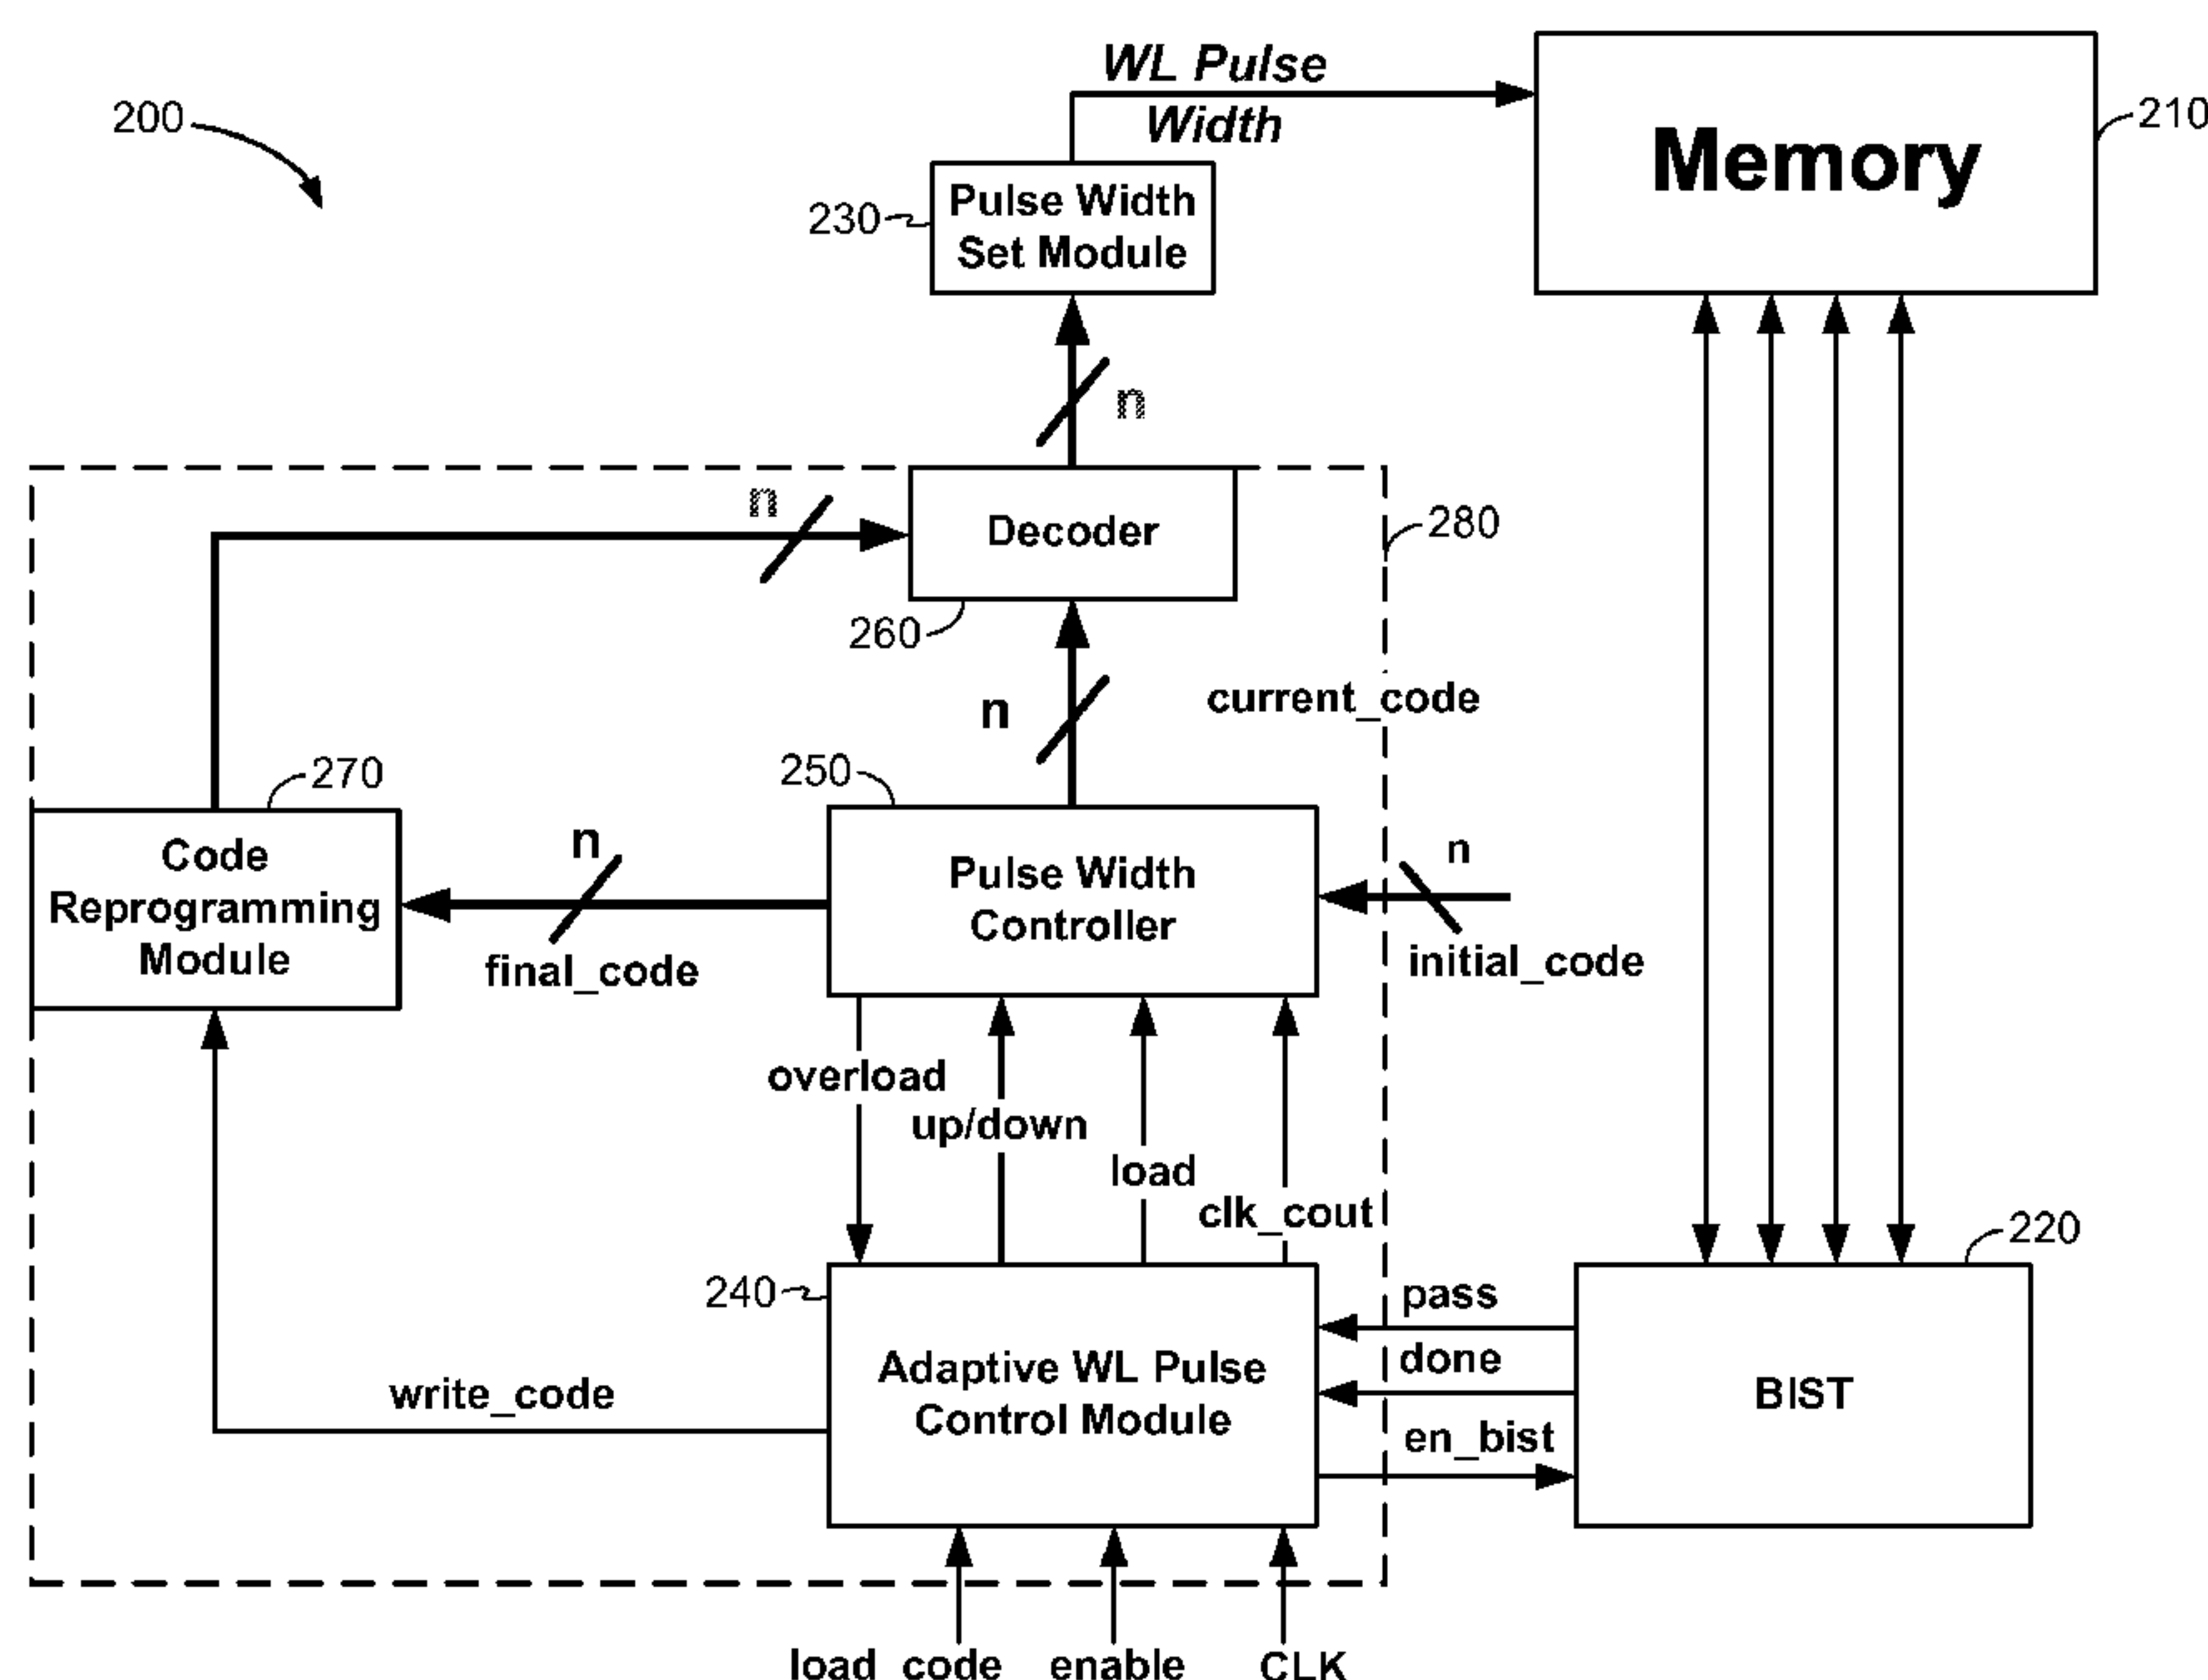 WL Pulse
Width
200
Memory
210
Pulse Width
Set Module
230
n
n
Decoder
280
260
current_code
n
250
270
Code
Reprogramming
Module
n
final_code
Pulse Width
Controller
n
initial_code
overload
up/down
load
clk_cout
220
240
pass
done
en_bist
Adaptive WL Pulse
Control Module
BIST
write_code
load_code
enable
CLK